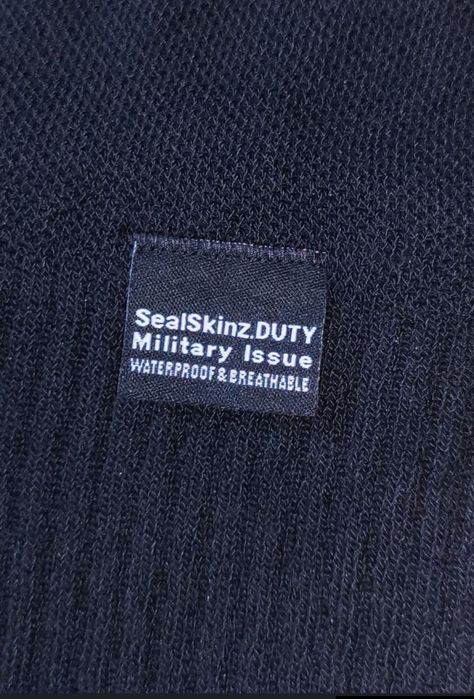 SealSkinz.DUTY
Military Issue
WATERPROOF & BREATHABLE